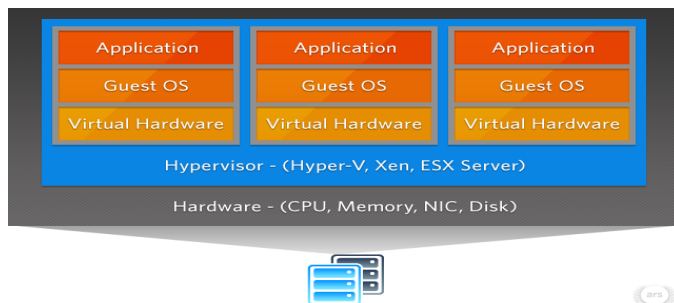 Application Application Application
Guest OS Guest OS Guest OS
Virtual Hardware Virtual Hardware Virtual Hardware
Hypervisor - (Hyper-V, Xen, ESX Server)
Hardware - (CPU, Memory, NIC, Disk)
ars